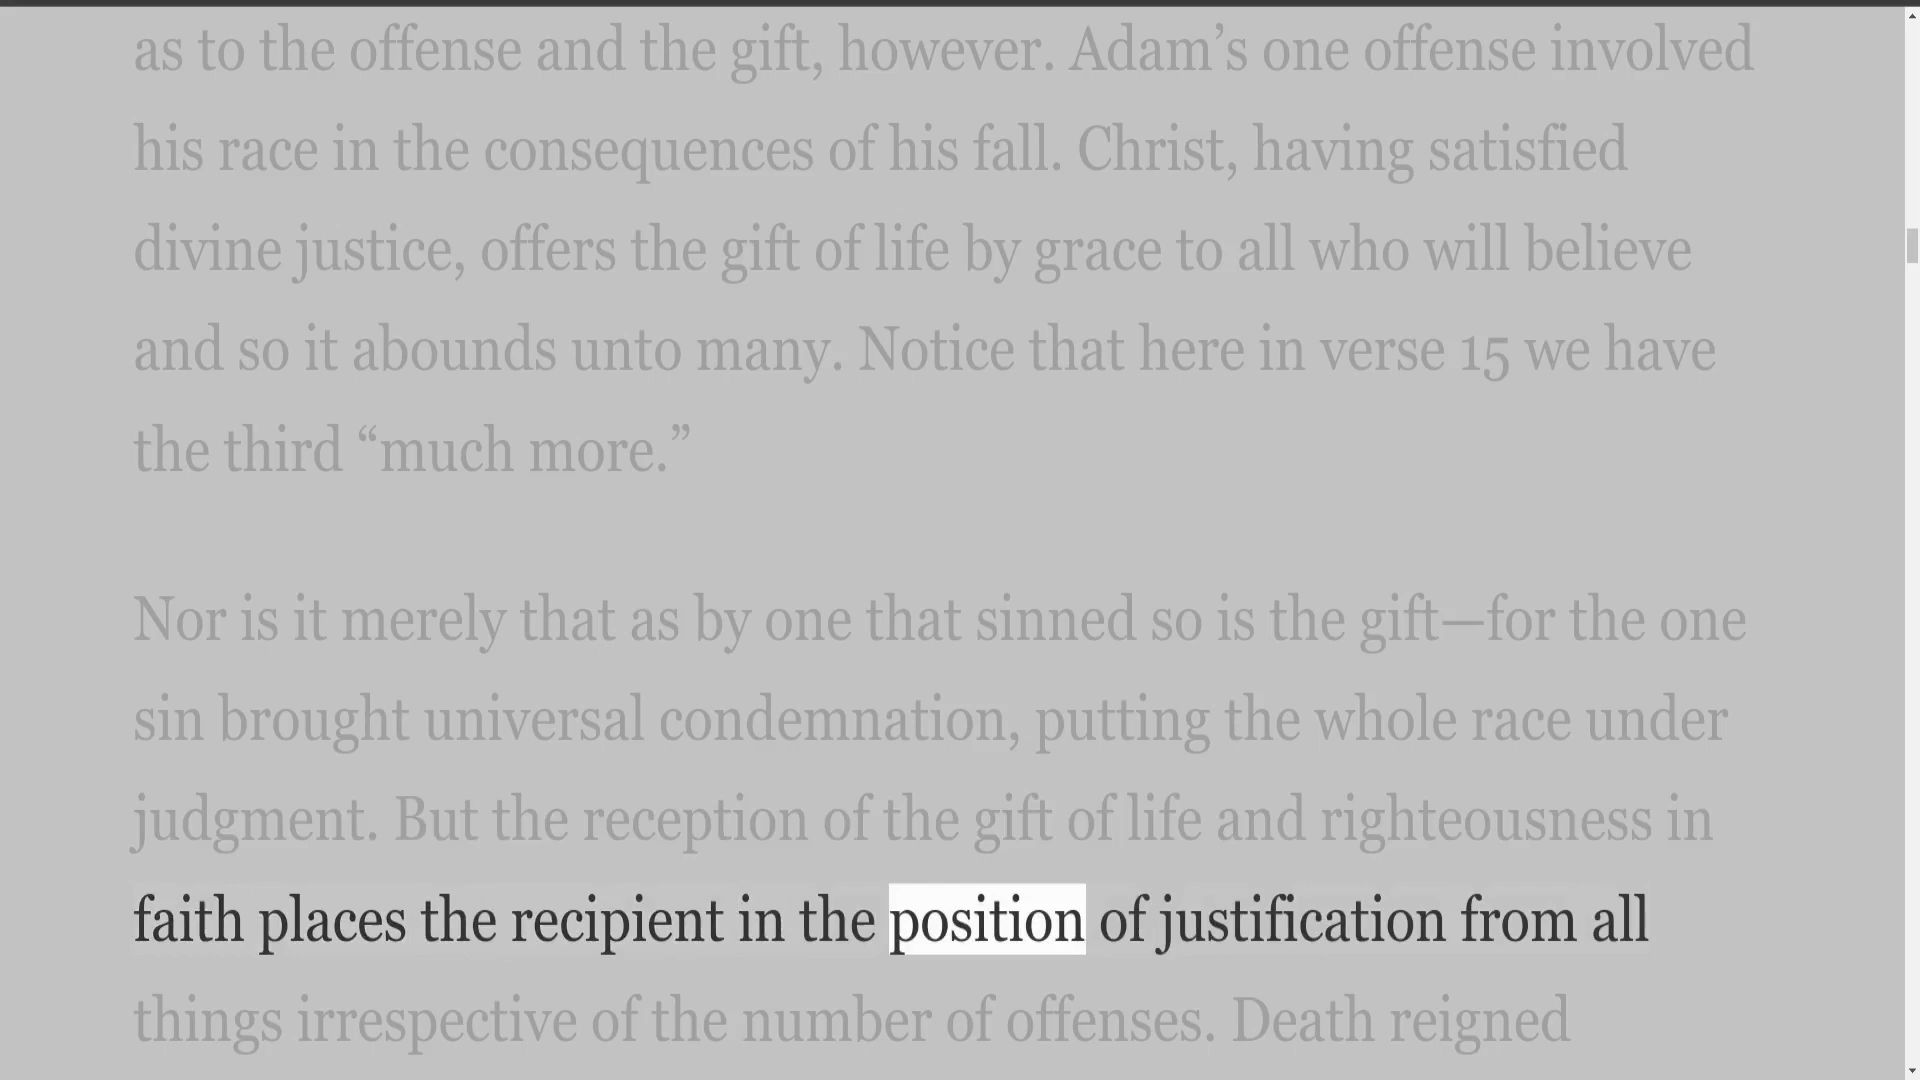 as to the offense and the gift, however. Adam’s one offense involved
his race in the consequences of his fall. Christ, having satisfied
divine justice, offers the gift of life by grace to all who will believe
and so it abounds unto many. Notice that here in verse 15 we have
the third “much more.”
Nor is it merely that as by one that sinned so is the gift—for the one
sin brought universal condemnation, putting the whole race under
judgment. But the reception of the gift of life and righteousness in
faith places the recipient in the position of justification from all
things irrespective of the number of offenses. Death reigned